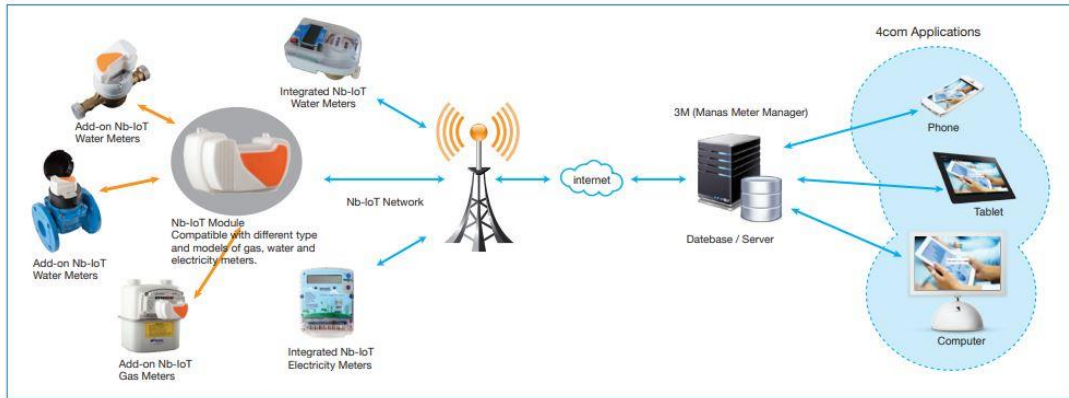 4com Applications
Integrated Nb-IoT
Water Meters
Add-on Nb-IoT
Water Meters
3M (Manas Meter Manager)
Phone
internet
Nb-IoT Network
Nb-IoT Module
Compatible with different type
and models of gas, water and
electricity meters.
Tablet
Datebase / Server
Add-on Nb-IoT
Water Meters
Integrated Nb-IoT
Electricity Meters
Computer
Add-on Nb-IoT
Gas Meters